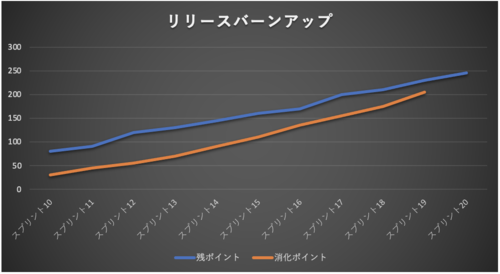 リリースバーンアップ
300
250
200
150
100
50
0
スプリント10
スプリント11
スプリント12
スプリント13
スプリント14
スプリント15
スプリント16
スプリント17
スプリント18
スプリント19
スプリント20
残ポイント
消化ポイント